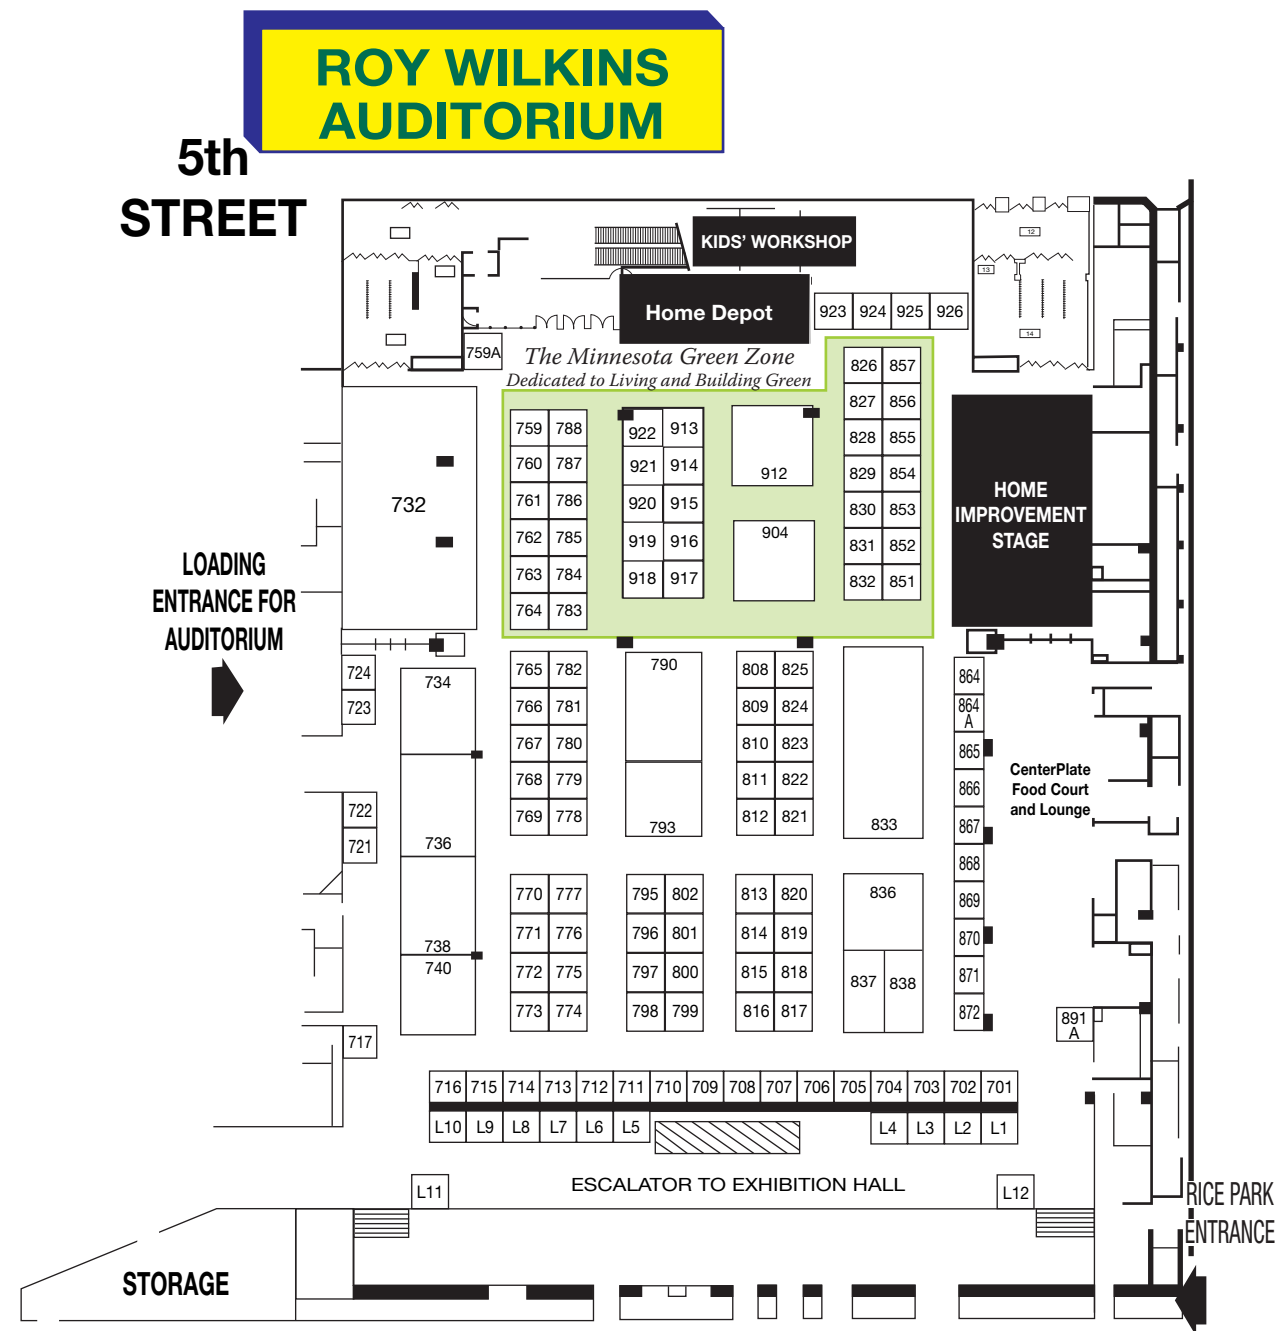 ROY WILKINS
AUDITORIUM
5th
STREET
KIDS' WORKSHOP
Home Depot
12
13
14
923 924 925 926
759A
The Minnesota Green Zone
Dedicated to Living and Building Green
826 857
827 856
828 855
829 854
830 853
831 852
832 851
759 788
760 787
761 786
762 785
763 784
764 783
922 913
921 914
920 915
919 916
918 917
912
904
732
HOME
IMPROVEMENT
STAGE
LOADING
ENTRANCE FOR
AUDITORIUM
724
723
722
721
717
734
736
738
740
765 782
766 781
767 780
768 779
769 778
790
793
808 825
809 824
810 823
811 822
812 821
833
864
864
A
865
866
867
868
869
870
871
872
CenterPlate
Food Court
and Lounge
770 777
771 776
772 775
773 774
795 802
796 801
797 800
798 799
813 820
814 819
815 818
816 817
836
837 838
891
A
716 715 714 713 712 711 710 709 708 707 706 705 704 703 702 701
L10 L9 L8 L7 L6 L5 L4 L3 L2 L1
L11
ESCALATOR TO EXHIBITION HALL
L12
RICE PARK
ENTRANCE
STORAGE